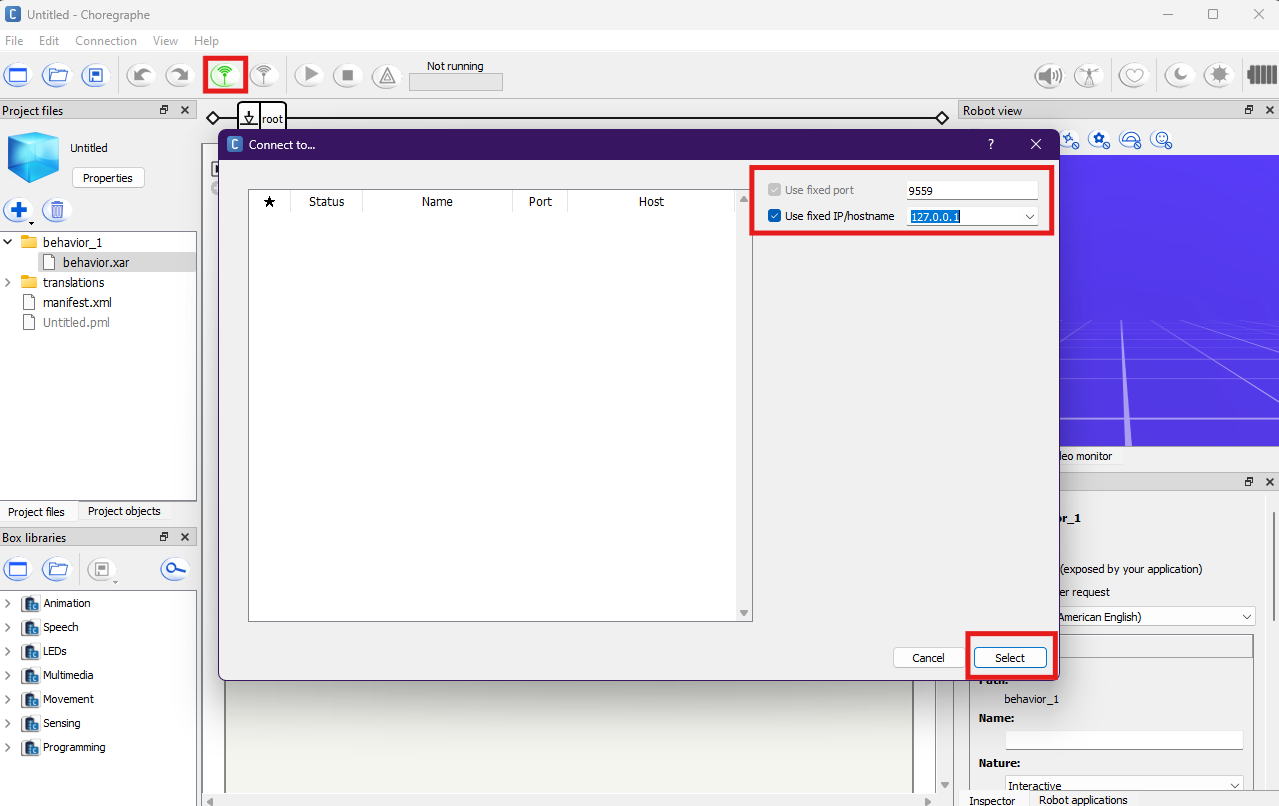 Untitled - Choregraphe
File Edit Connection View Help
Not running
Project files
Untitled
Properties
behavior_1
behavior.xar
translations
manifest.xml
Untitled.pml
Project files Project objects
Box libraries
Animation
Speech
LEDs
Multimedia
Movement
Sensing
Programming
root
Connect to...
Status Name Port Host
Use fixed port 9559
Use fixed IP/hostname 127.0.0.1
Cancel Select
Robot view
monitor
_1
(exposed by your application)
request
American English)
Path:
behavior_1
Name:
Nature:
Interactive
Inspector Robot applications